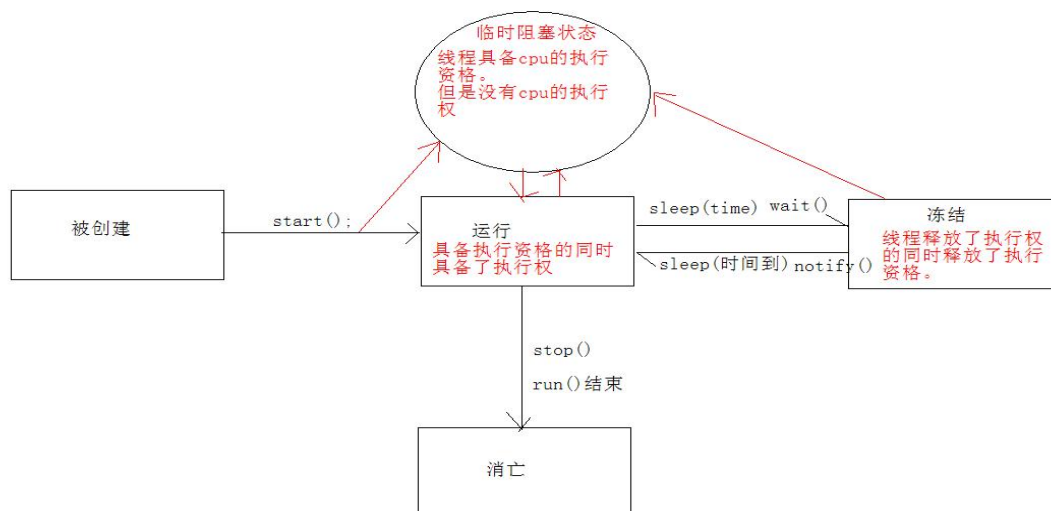 临时阻塞状态
线程具备cpu的执行
资格。
但是没有cpu的执行
权
被创建
start();
运行
具备执行资格的同时
具备了执行权
sleep(time) wait()
sleep(时间到) notify()
冻结
线程释放了执行权
的同时释放了执行
资格。
stop()
run()结束
消亡